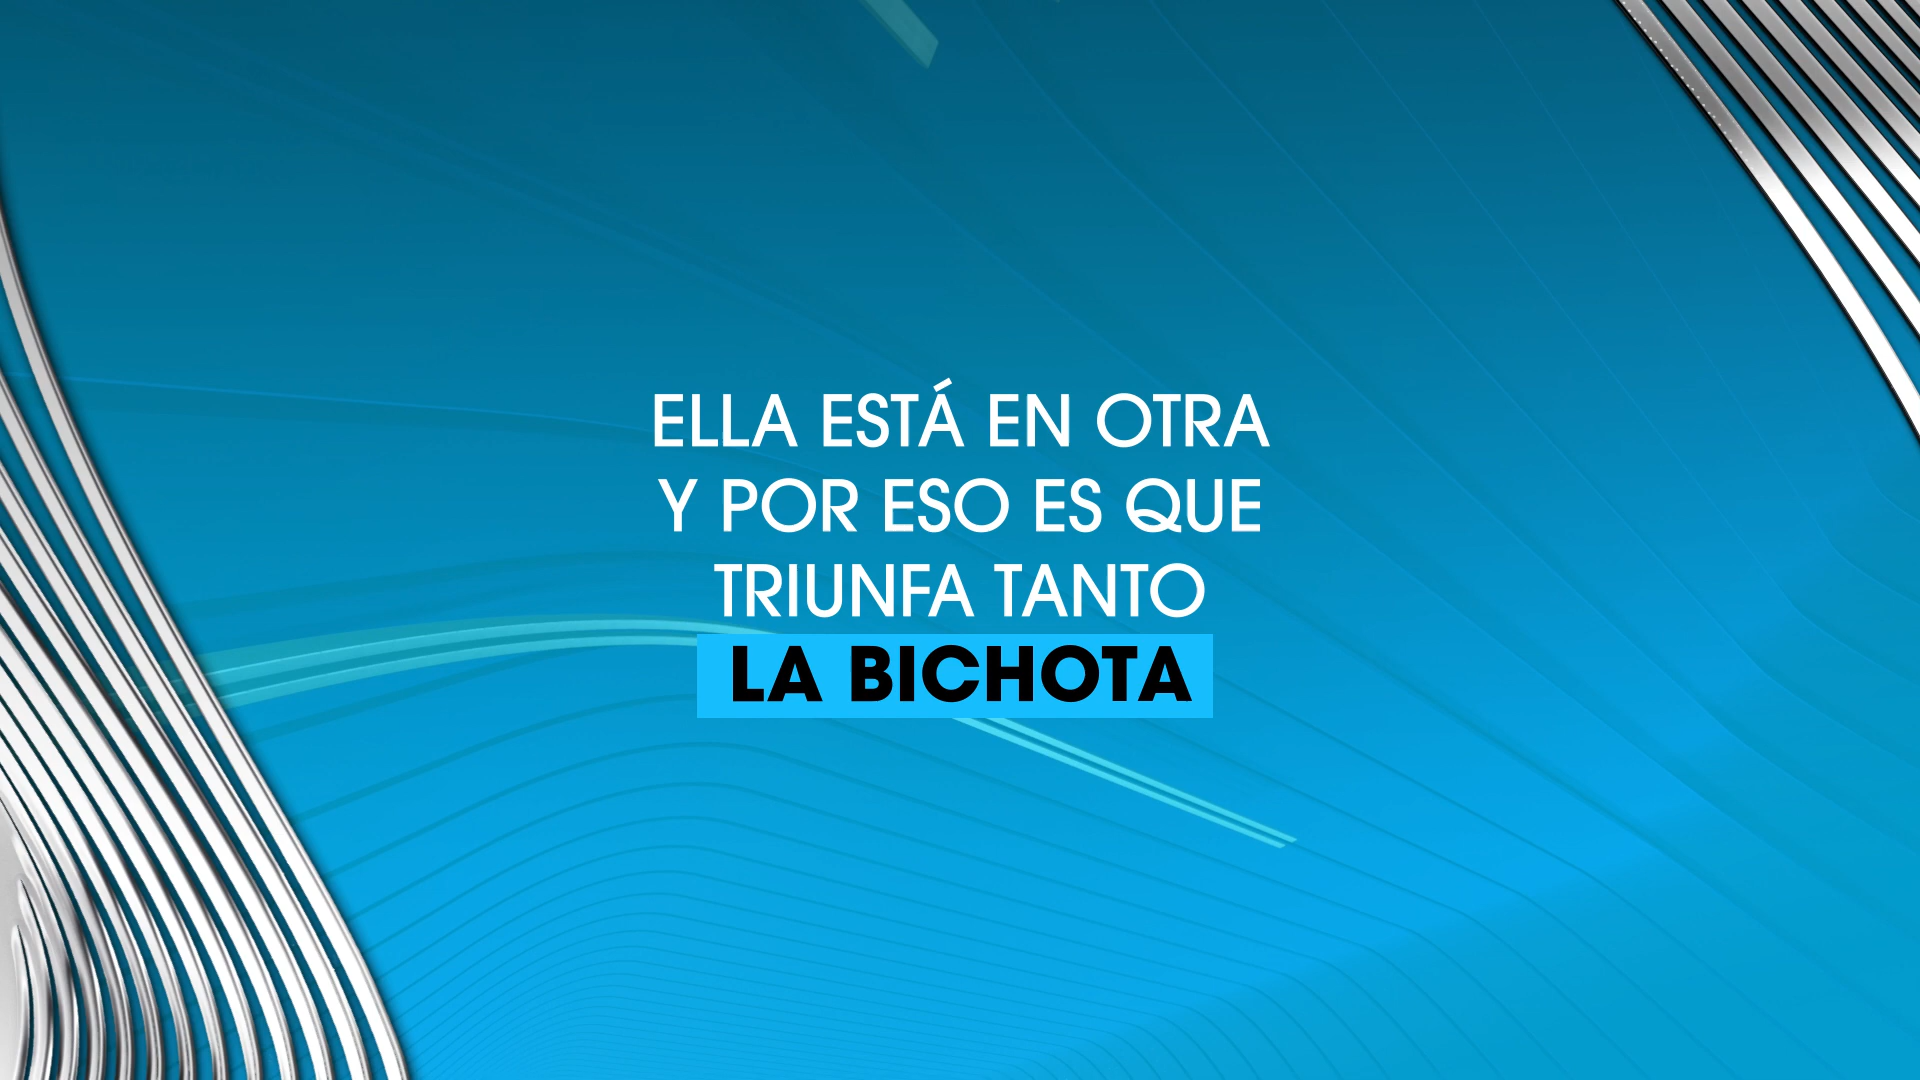 ELLA ESTÁ EN OTRA
Y POR ESO ES QUE
TRIUNFA TANTO
LA BICHOTA